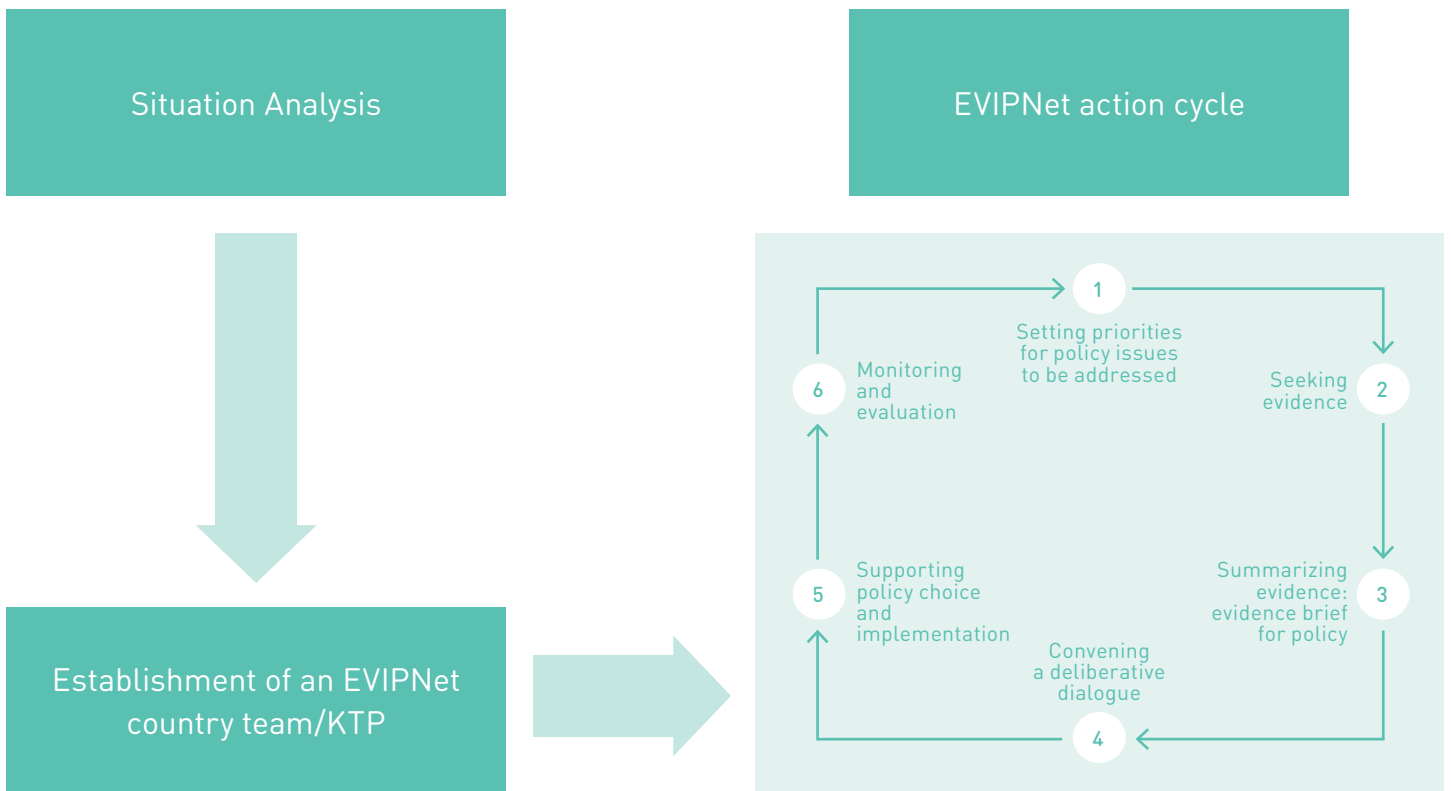 Situation Analysis
EVIPNet action cycle
Establishment of an EVIPNet
country team/KTP
1
Setting priorities
for policy issues
to be addressed
2
Seeking
evidence
3
Summarizing
evidence:
evidence brief
for policy
4
Convening
a deliberative
dialogue
5
Supporting
policy choice
and
implementation
6
Monitoring
and
evaluation